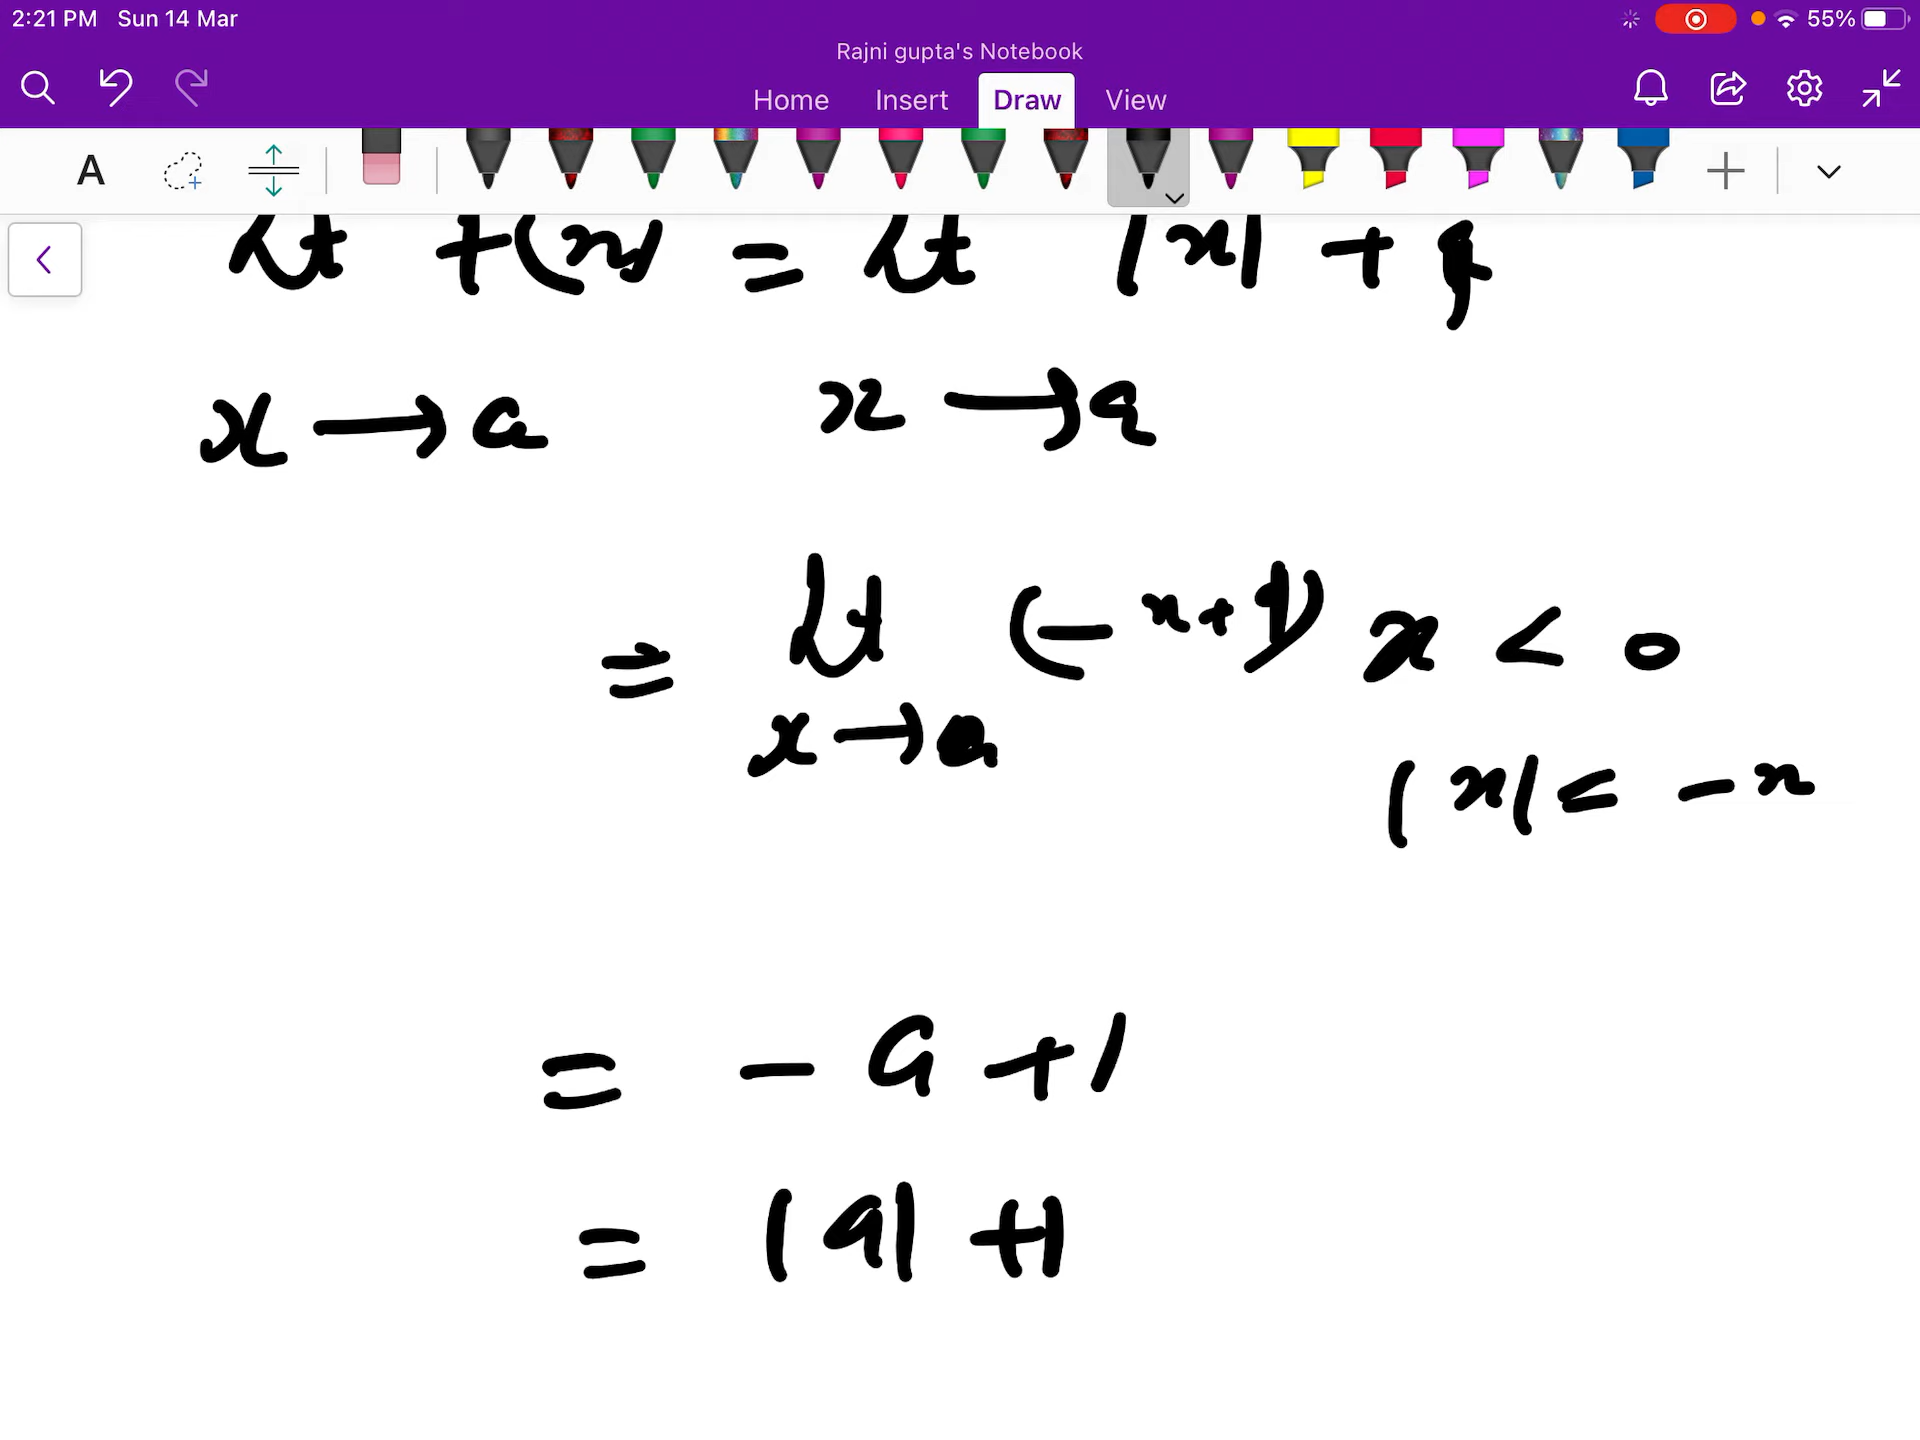 2:21 PM Sun 14 Mar
55%
Rajni gupta's Notebook
Home Insert Draw View
A
Lt f(x) = Lt |x| +
x → a x → a
= Lt (-x+1) x < 0
x → a
|x| = -x
= - a + 1
= |a| + 1